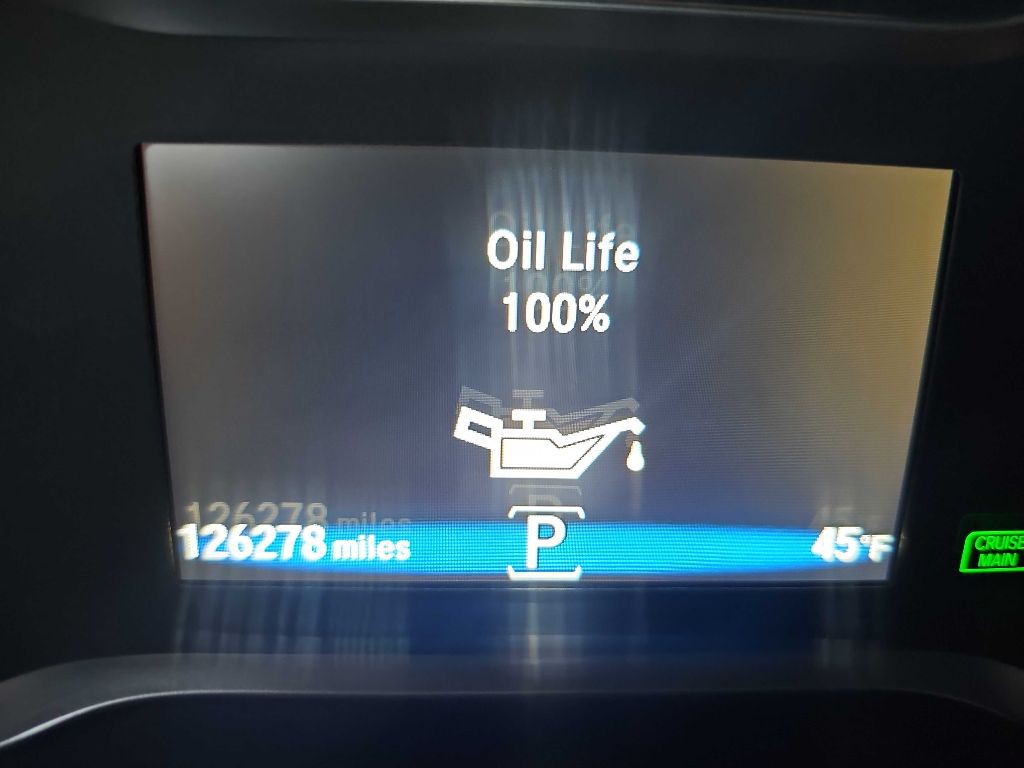 Oil Life
100%
P
126278 miles
45°F
CRUISE
MAIN